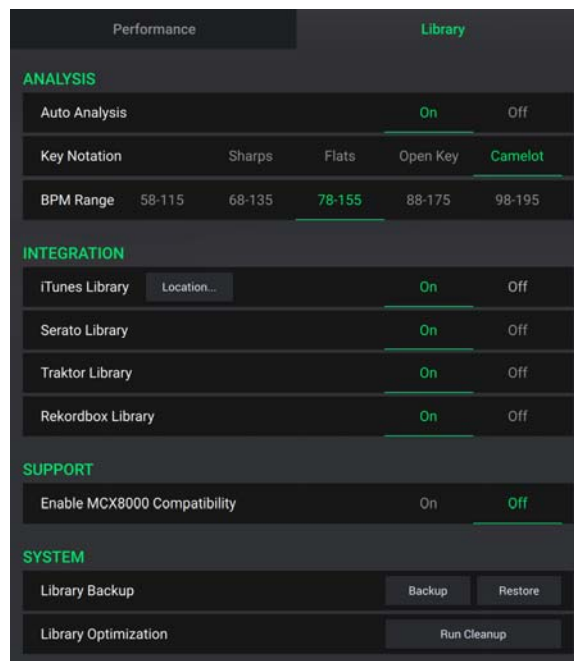 Performance Library
ANALYSIS
Auto Analysis On Off
Key Notation Sharps Flats Open Key Camelot
BPM Range 58-115 68-135 78-155 88-175 98-195
INTEGRATION
iTunes Library Location... On Off
Serato Library On Off
Traktor Library On Off
Rekordbox Library On Off
SUPPORT
Enable MCX8000 Compatibility On Off
SYSTEM
Library Backup Backup Restore
Library Optimization Run Cleanup